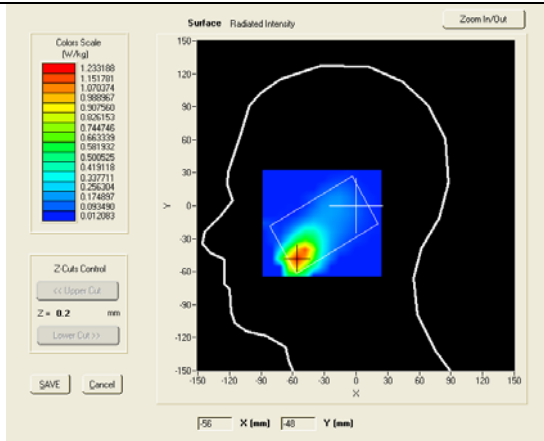 Surface Radiated Intensity
Zoom In/Out
Colors Scale
(W/kg)
1.233188
1.151781
1.070374
0.988967
0.907560
0.826153
0.744746
0.663339
0.581932
0.500525
0.419118
0.337711
0.256304
0.174897
0.093490
0.012083
Z-Cuts Control
<< Upper Cut
Z = 0.2 mm
Lower Cut >>
SAVE Cancel
150-
120-
90-
60-
30-
Y 0-
-30-
-60-
-90-
-120-
-150-
-150 -120 -90 -60 -30 0 30 60 90 120 150
X
-56 X (mm) -48 Y (mm)